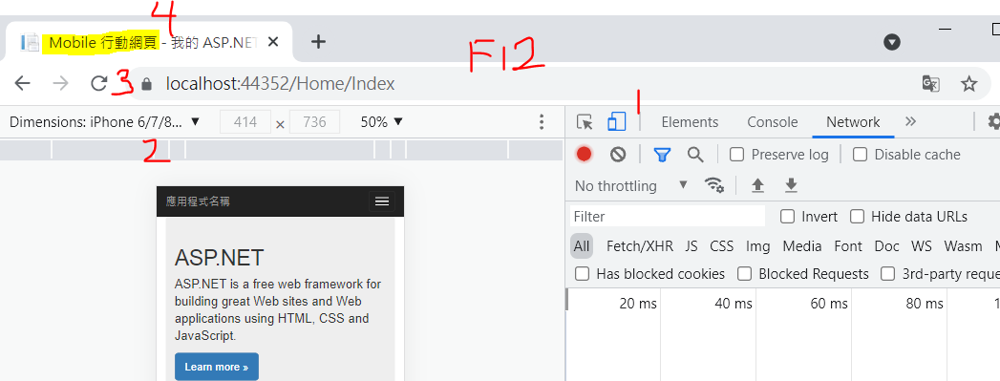 4
Mobile 行動網頁 - 我的 ASP.NET
F12
3
localhost:44352/Home/Index
1
Dimensions: iPhone 6/7/8... ▼ 414 × 736 50% ▼
Elements Console Network »
2
Preserve log Disable cache
No throttling ▼
Filter Invert Hide data URLs
All Fetch/XHR JS CSS Img Media Font Doc WS Wasm
Has blocked cookies Blocked Requests 3rd-party reque
20 ms 40 ms 60 ms 80 ms 1
應用程式名稱
ASP.NET
ASP.NET is a free web framework for
building great Web sites and Web
applications using HTML, CSS and
JavaScript.
Learn more »